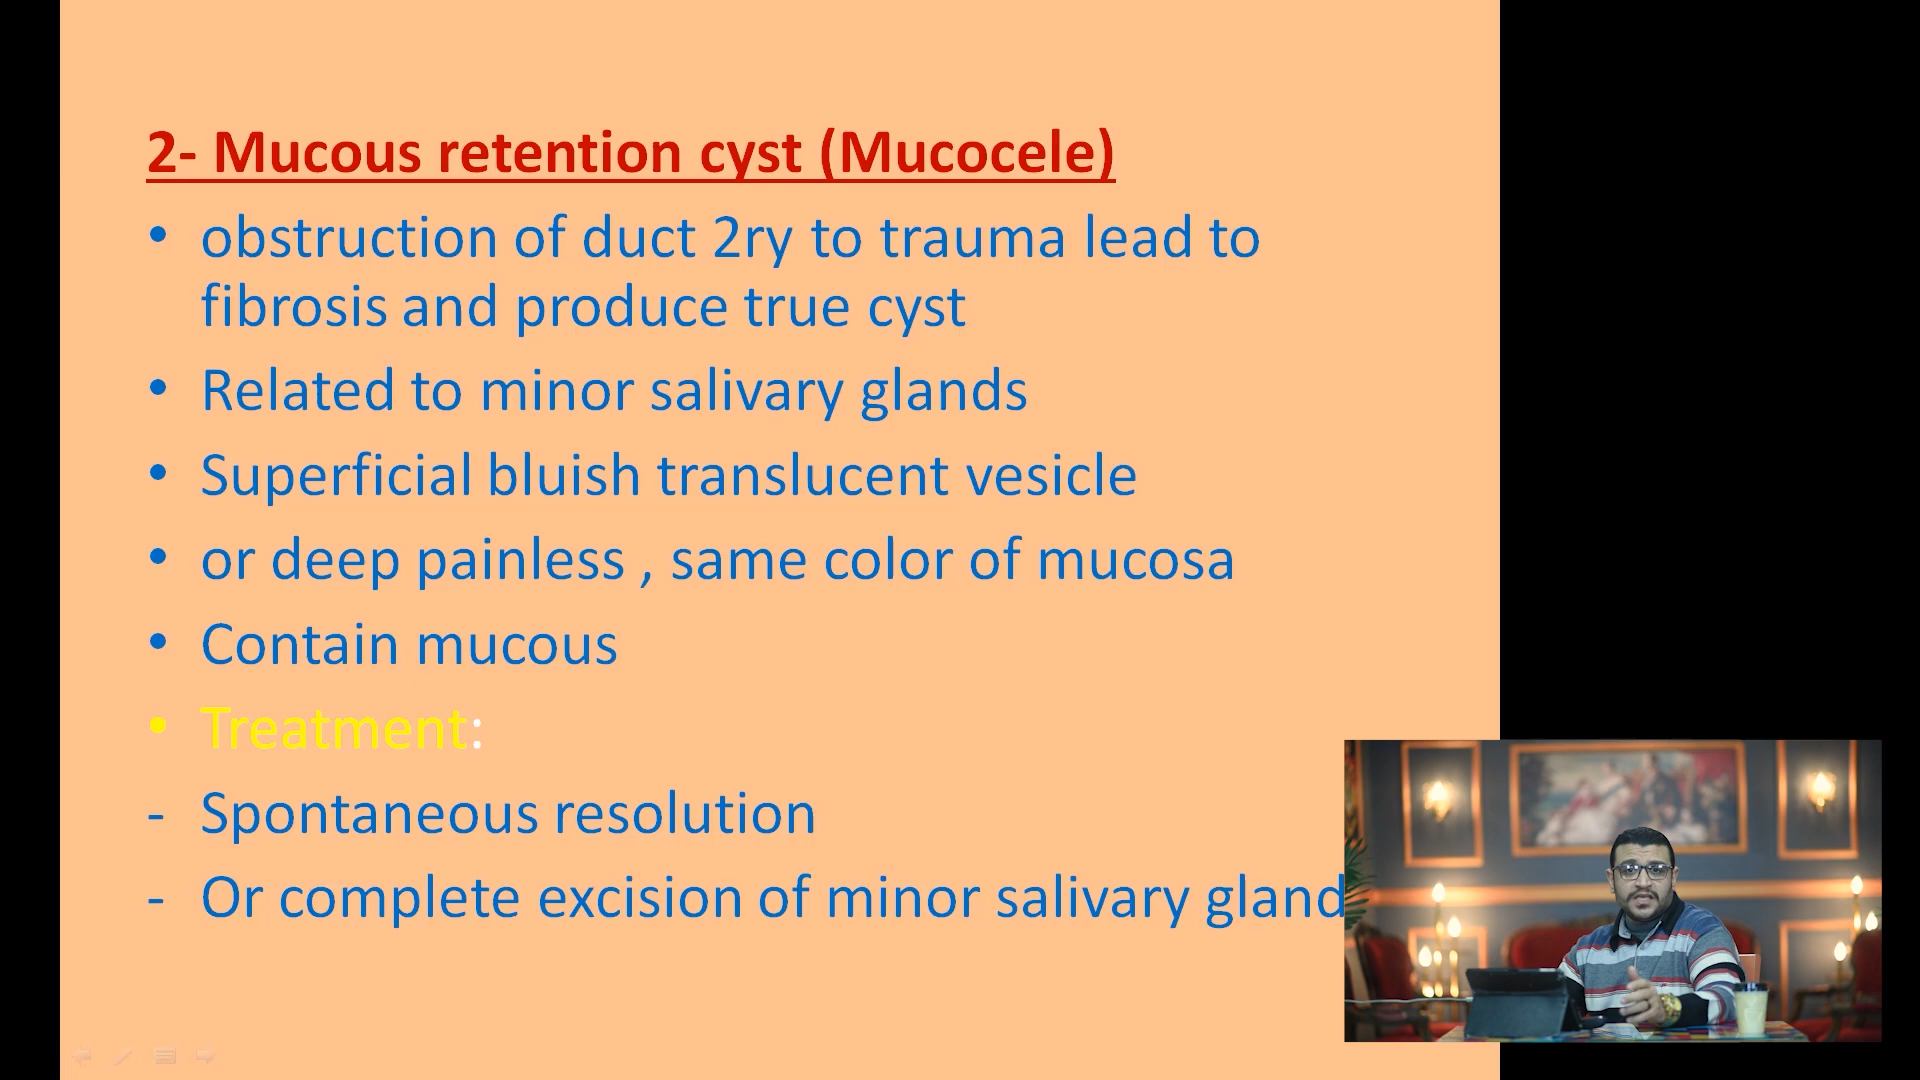 2- Mucous retention cyst (Mucocele)
• obstruction of duct 2ry to trauma lead to
fibrosis and produce true cyst
• Related to minor salivary glands
• Superficial bluish translucent vesicle
• or deep painless , same color of mucosa
• Contain mucous
• Treatment:
- Spontaneous resolution
- Or complete excision of minor salivary gland